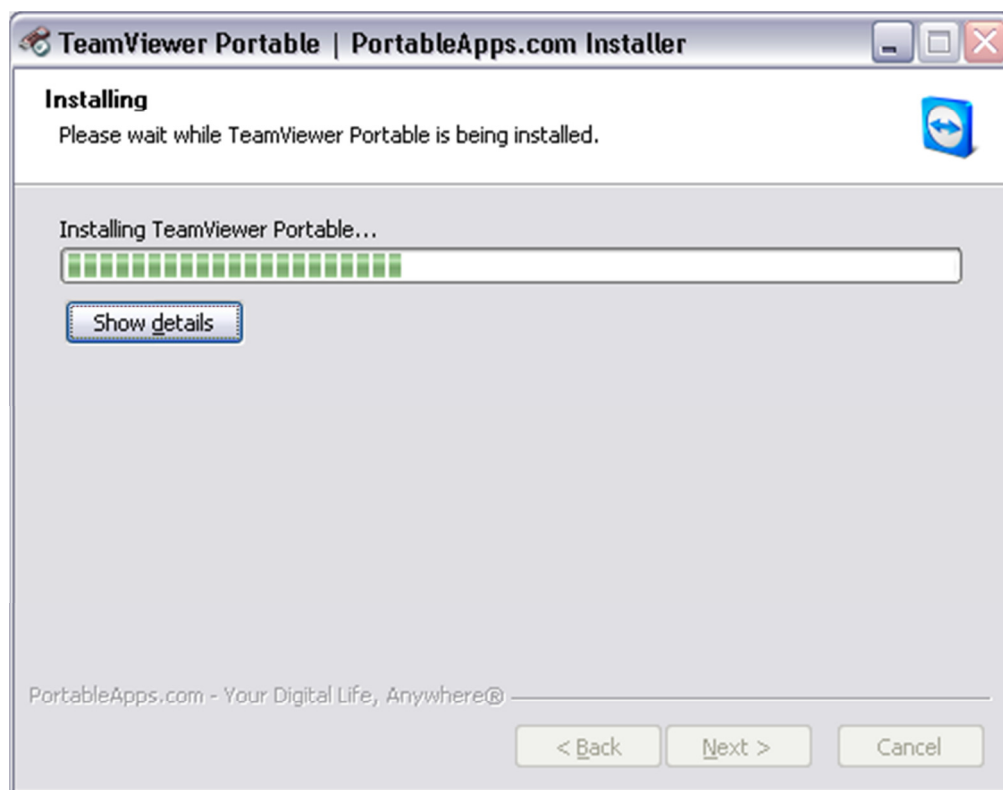 TeamViewer Portable | PortableApps.com Installer
Installing
Please wait while TeamViewer Portable is being installed.
Installing TeamViewer Portable...
Show details
PortableApps.com - Your Digital Life, Anywhere®
< Back Next > Cancel